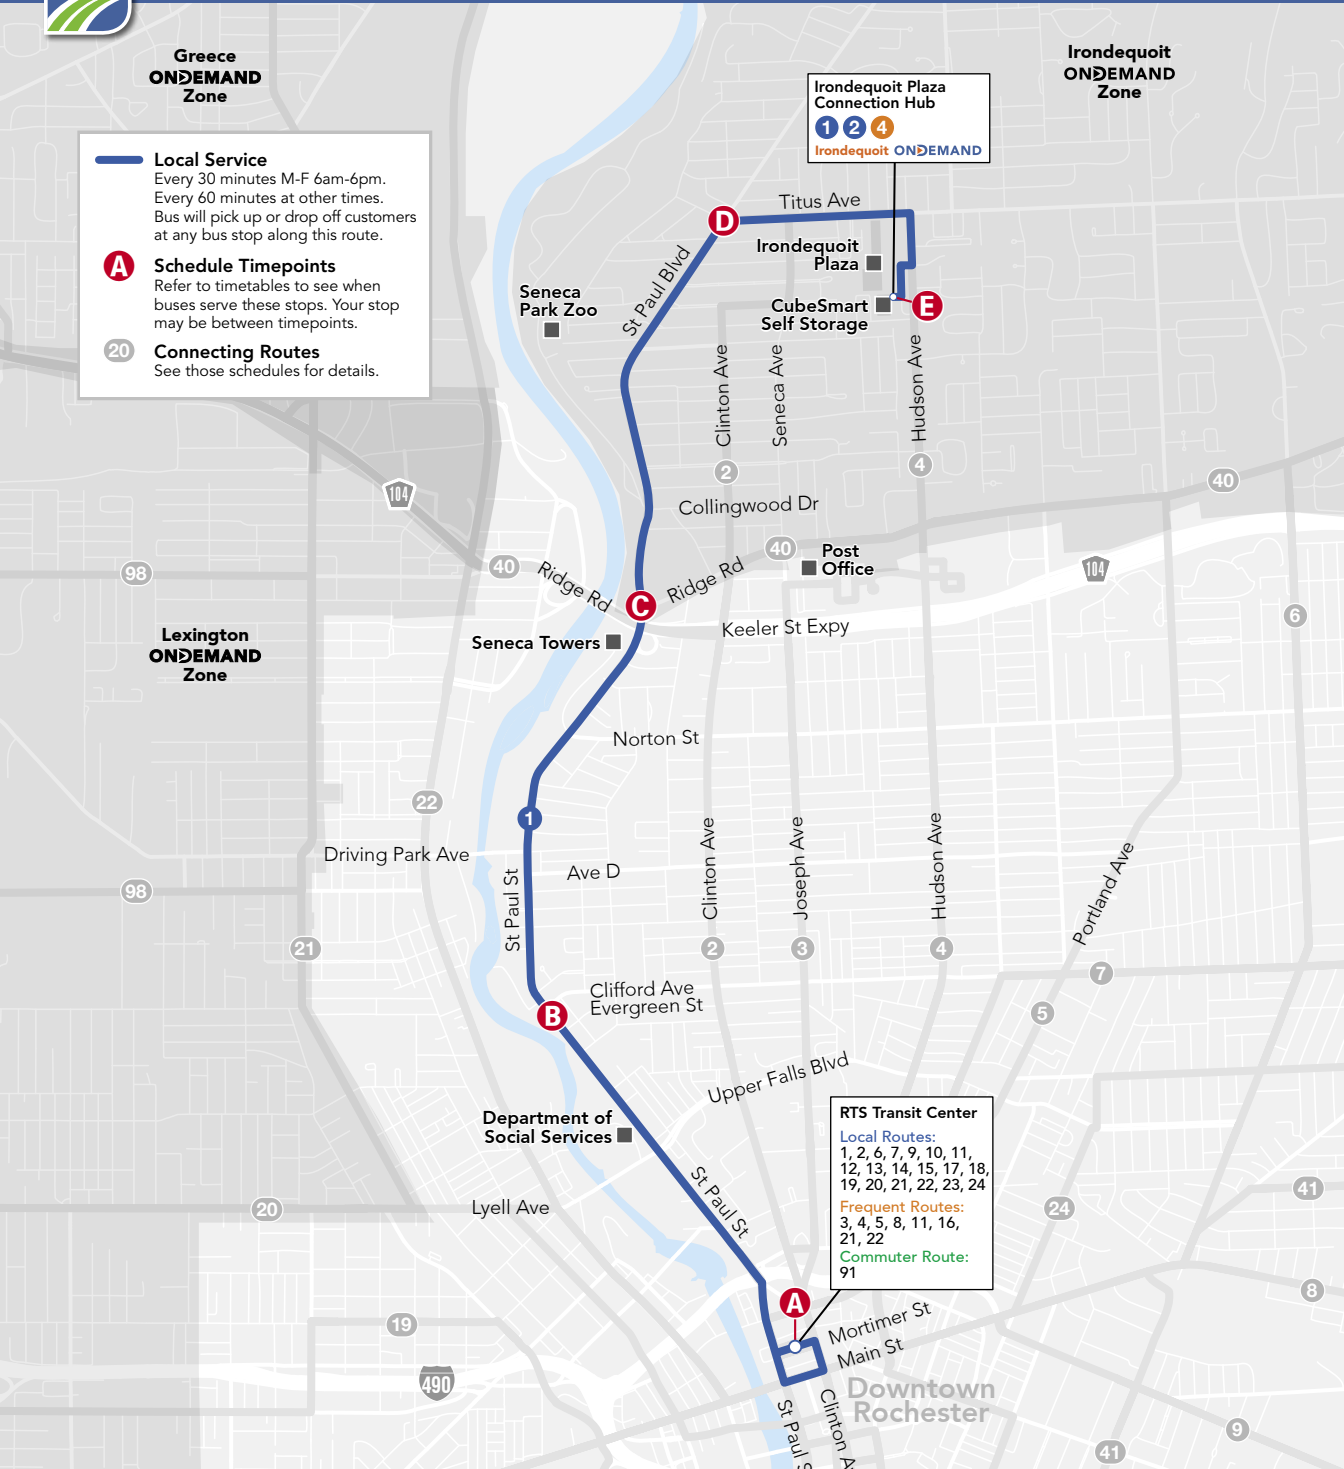 Greece
ONDEMAND
Zone
Irondequoit
ONDEMAND
Zone
Irondequoit Plaza
Connection Hub
1 2 4
Irondequoit ONDEMAND
Local Service
Every 30 minutes M-F 6am-6pm.
Every 60 minutes at other times.
Bus will pick up or drop off customers
at any bus stop along this route.
A
Schedule Timepoints
Refer to timetables to see when
buses serve these stops. Your stop
may be between timepoints.
20
Connecting Routes
See those schedules for details.
Titus Ave
D
Irondequoit
Plaza
St Paul Blvd
Seneca
Park Zoo
CubeSmart
Self Storage
E
Clinton Ave
Seneca Ave
Hudson Ave
2
4
40
104
Collingwood Dr
40
Post
Office
98
40
Ridge Rd
C
Ridge Rd
104
6
Keeler St Expy
Lexington
ONDEMAND
Zone
Seneca Towers
Norton St
22
1
Driving Park Ave
Ave D
98
St Paul St
Clinton Ave
Joseph Ave
Hudson Ave
Portland Ave
21
2
3
4
7
Clifford Ave
Evergreen St
B
5
Upper Falls Blvd
Department of
Social Services
RTS Transit Center
Local Routes:
1, 2, 6, 7, 9, 10, 11,
12, 13, 14, 15, 17, 18,
19, 20, 21, 22, 23, 24
Frequent Routes:
3, 4, 5, 8, 11, 16,
21, 22
Commuter Route:
91
St Paul St
20
Lyell Ave
24
41
8
A
19
Mortimer St
Main St
490
Downtown
Rochester
St Paul S
Clinton A
9
41